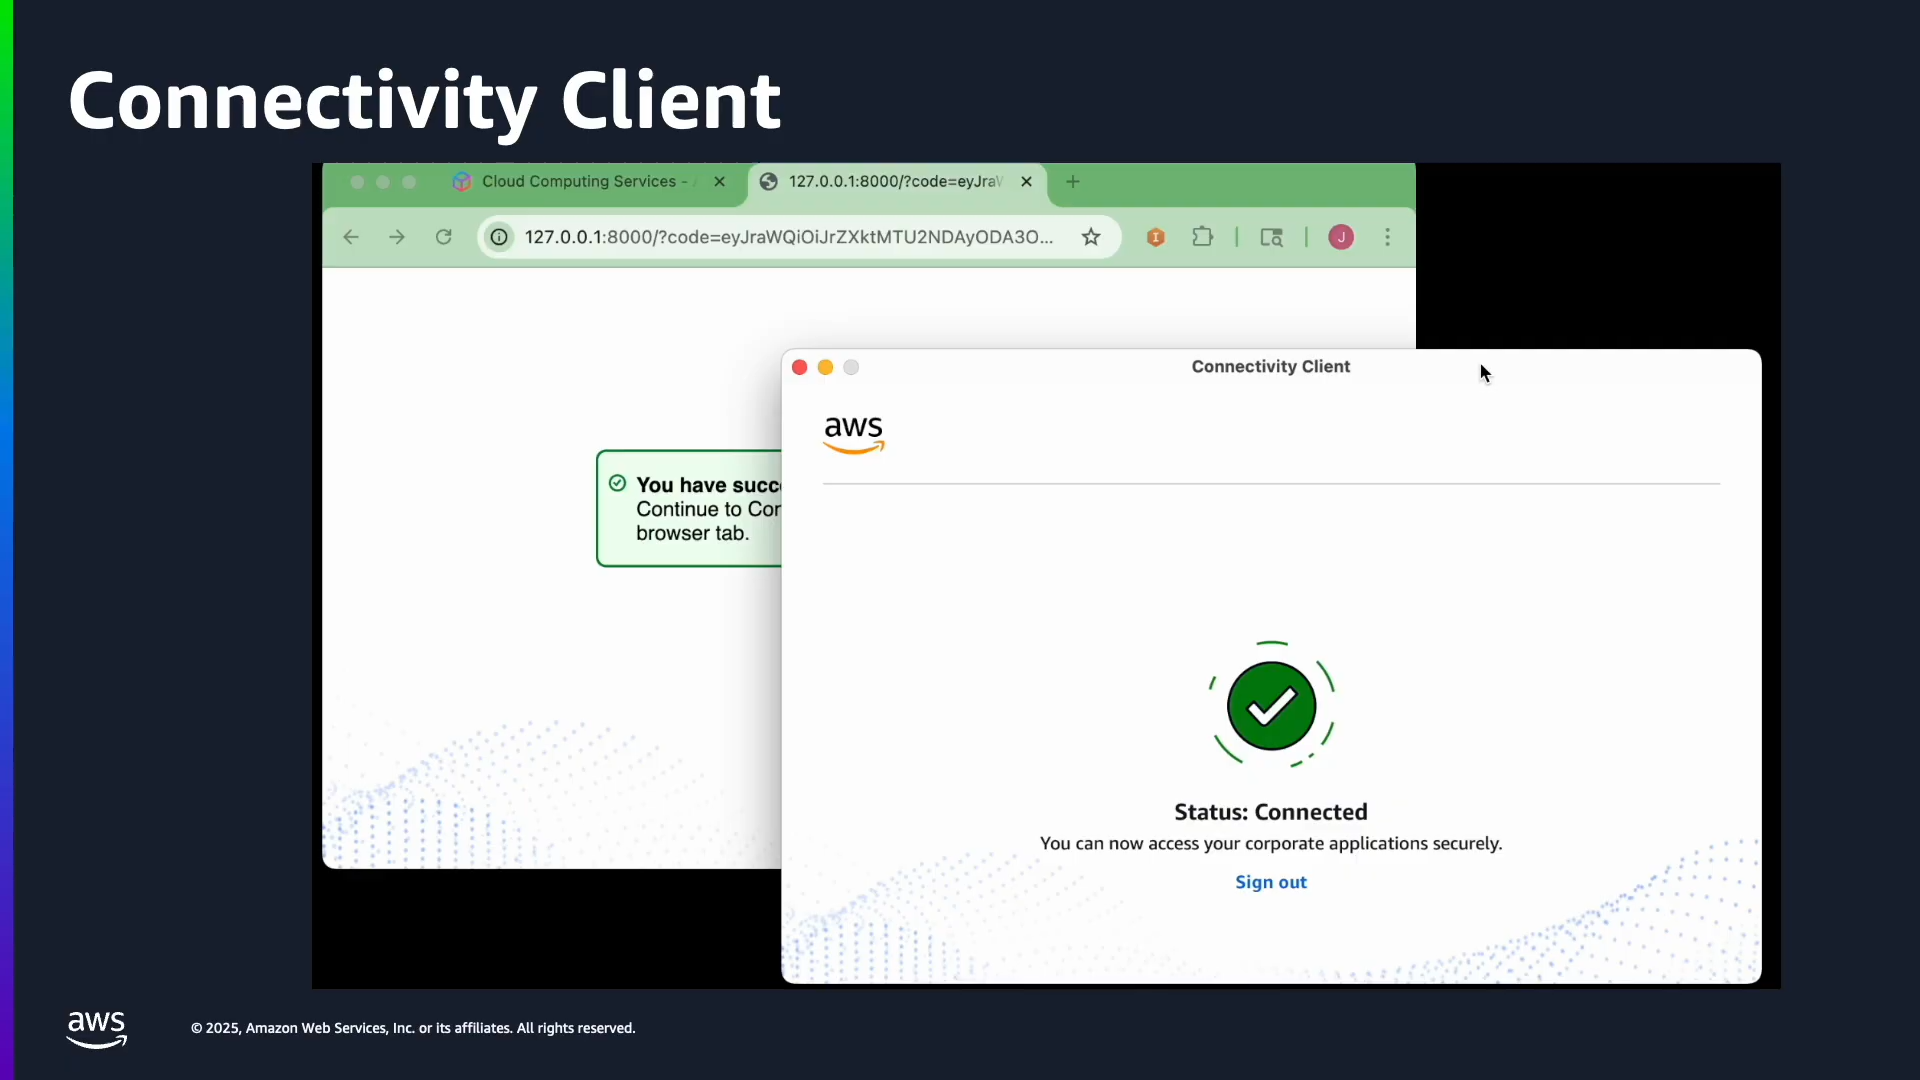 Connectivity Client
Cloud Computing Services -
127.0.0.1:8000/?code=eyJra
127.0.0.1:8000/?code=eyJraWQiOiJrZXktMTU2NDAyODA3O...
J
You have succ
Continue to Cor
browser tab.
Connectivity Client
aws
Status: Connected
You can now access your corporate applications securely.
Sign out
aws
© 2025, Amazon Web Services, Inc. or its affiliates. All rights reserved.